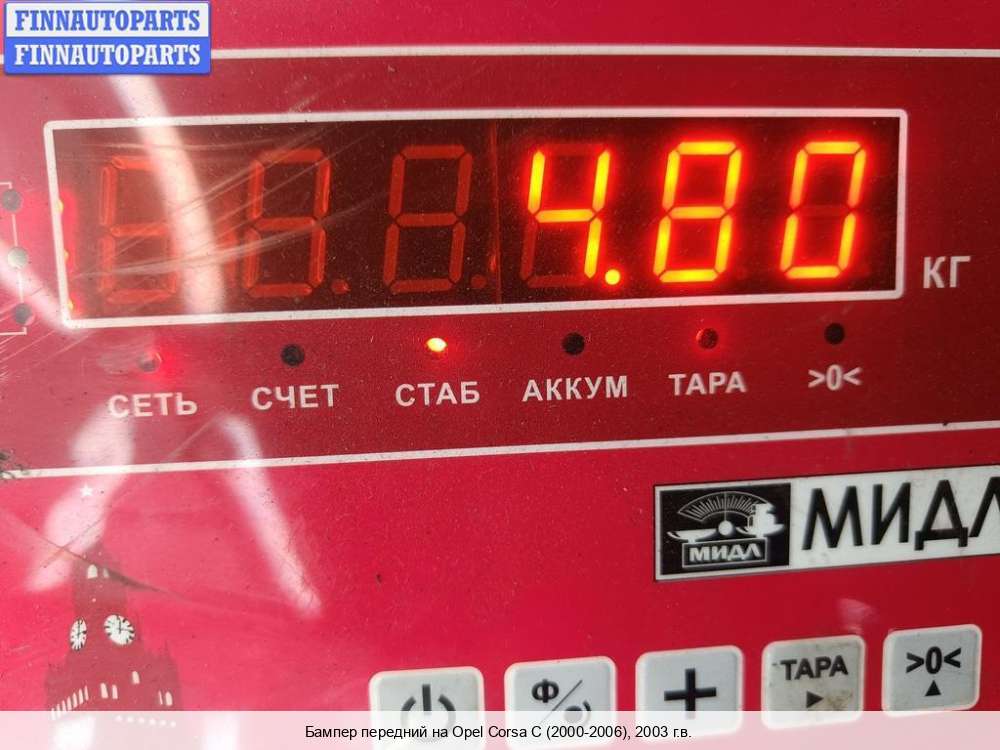 FINNAUTOPARTS
FINNAUTOPARTS
4.80
КГ
СЕТЬ СЧЕТ СТАБ АККУМ ТАРА >0<
МИДЛ МИДЛ
Ф/ + ТАРА >0<
Бампер передний на Opel Corsa C (2000-2006), 2003 г.в.